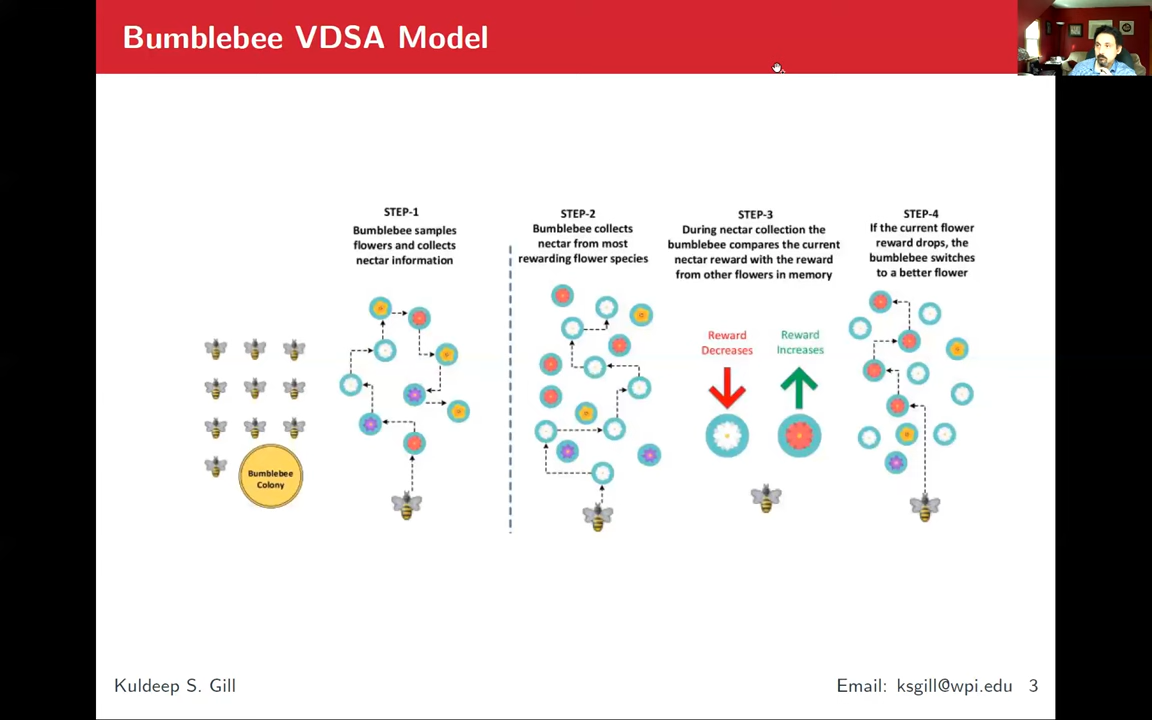 Bumblebee VDSA Model
STEP-1
Bumblebee samples
flowers and collects
nectar information
STEP-2
Bumblebee collects
nectar from most
rewarding flower species
STEP-3
During nectar collection the
bumblebee compares the current
nectar reward with the reward
from other flowers in memory
STEP-4
If the current flower
reward drops, the
bumblebee switches
to a better flower
Reward
Decreases
Reward
Increases
Bumblebee
Colony
Kuldeep S. Gill
Email: ksgill@wpi.edu 3